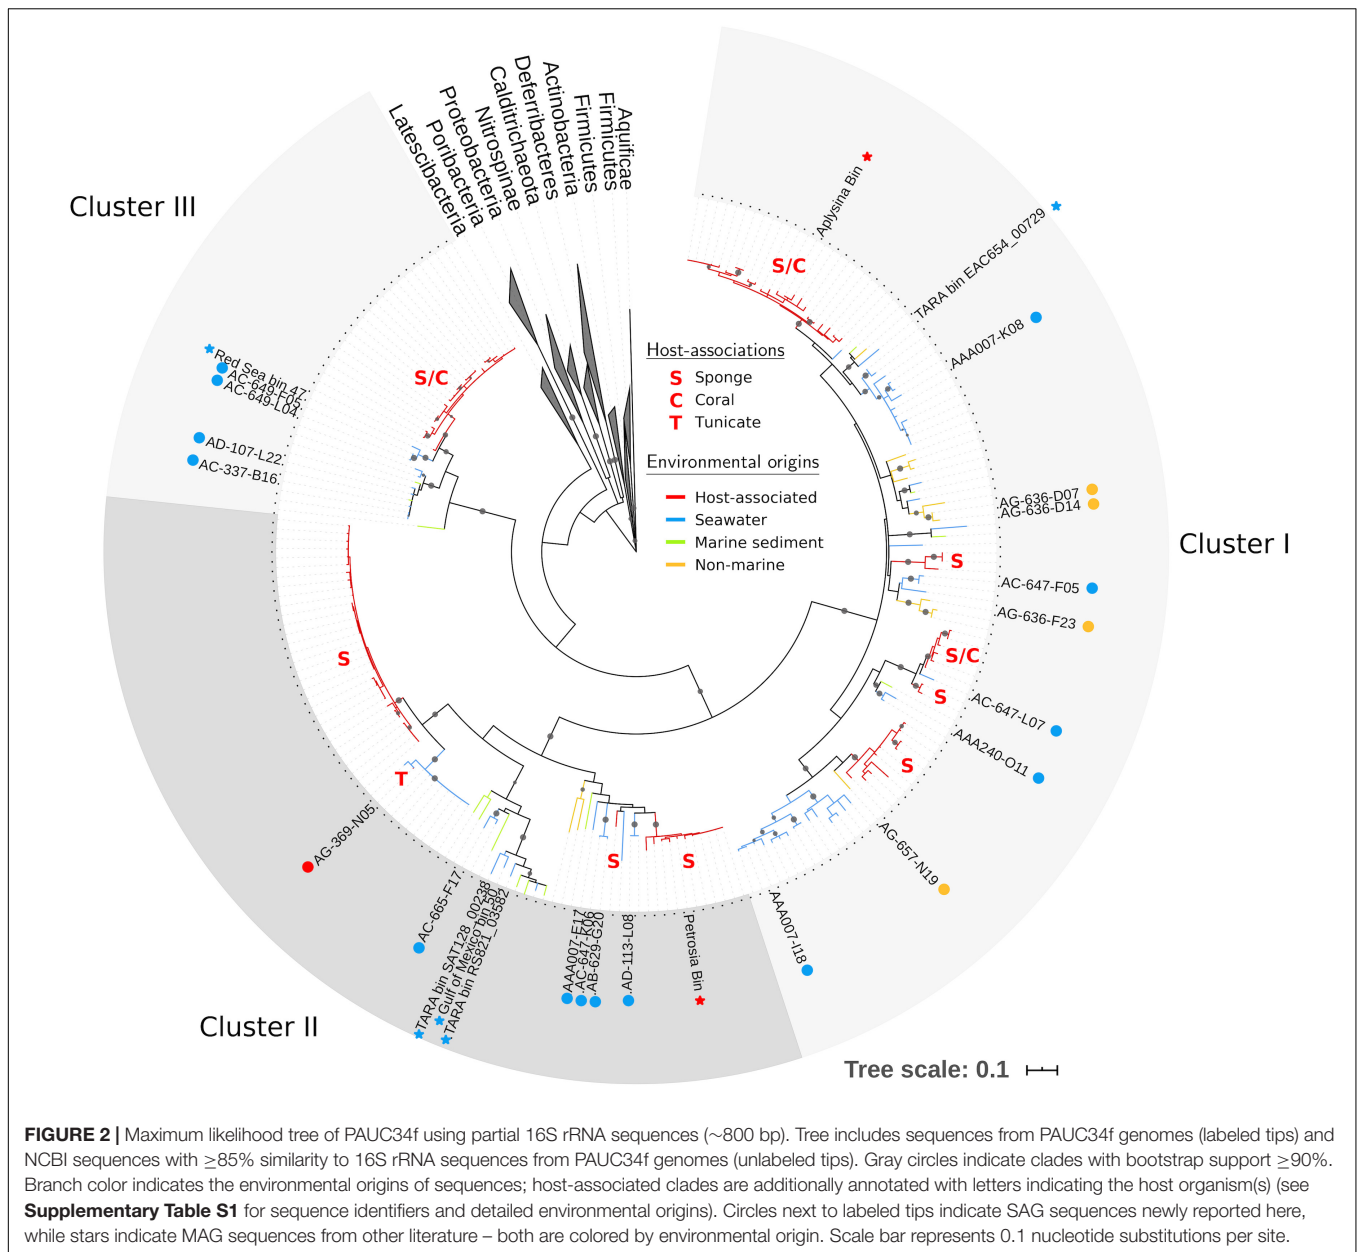 Latescibacteria
Poribacteria
Proteobacteria
Nitrospinae
Calditrichaeota
Deferribacteres
Actinobacteria
Firmicutes
Firmicutes
Aquificae
Cluster III
Red Sea bin 47
AC-649-F05
AC-649-L04
AD-107-L22
AC-337-B16
S/C
Host-associations
S Sponge
C Coral
T Tunicate
Environmental origins
Host-associated
Seawater
Marine sediment
Non-marine
S/C
Aplysina Bin
TARA bin EAC654_00729
AAA007-K08
AG-636-D07
AG-636-D14
Cluster I
S
AC-647-F05
AG-636-F23
S/C
S
AC-647-L07
AAA240-O11
S
AG-657-N19
AAA007-I18
S
T
AG-369-N05
AC-665-F17
TARA bin SAT128_00238
Gulf of Mexico bin 50
TARA bin RS821_03582
Cluster II
S
S
AAA007-E17
AC-647-K06
AB-629-G20
AD-113-L08
Petrosia Bin
Tree scale: 0.1
FIGURE 2 | Maximum likelihood tree of PAUC34f using partial 16S rRNA sequences (~800 bp). Tree includes sequences from PAUC34f genomes (labeled tips) and
NCBI sequences with ≥85% similarity to 16S rRNA sequences from PAUC34f genomes (unlabeled tips). Gray circles indicate clades with bootstrap support ≥90%.
Branch color indicates the environmental origins of sequences; host-associated clades are additionally annotated with letters indicating the host organism(s) (see
Supplementary Table S1 for sequence identifiers and detailed environmental origins). Circles next to labeled tips indicate SAG sequences newly reported here,
while stars indicate MAG sequences from other literature – both are colored by environmental origin. Scale bar represents 0.1 nucleotide substitutions per site.